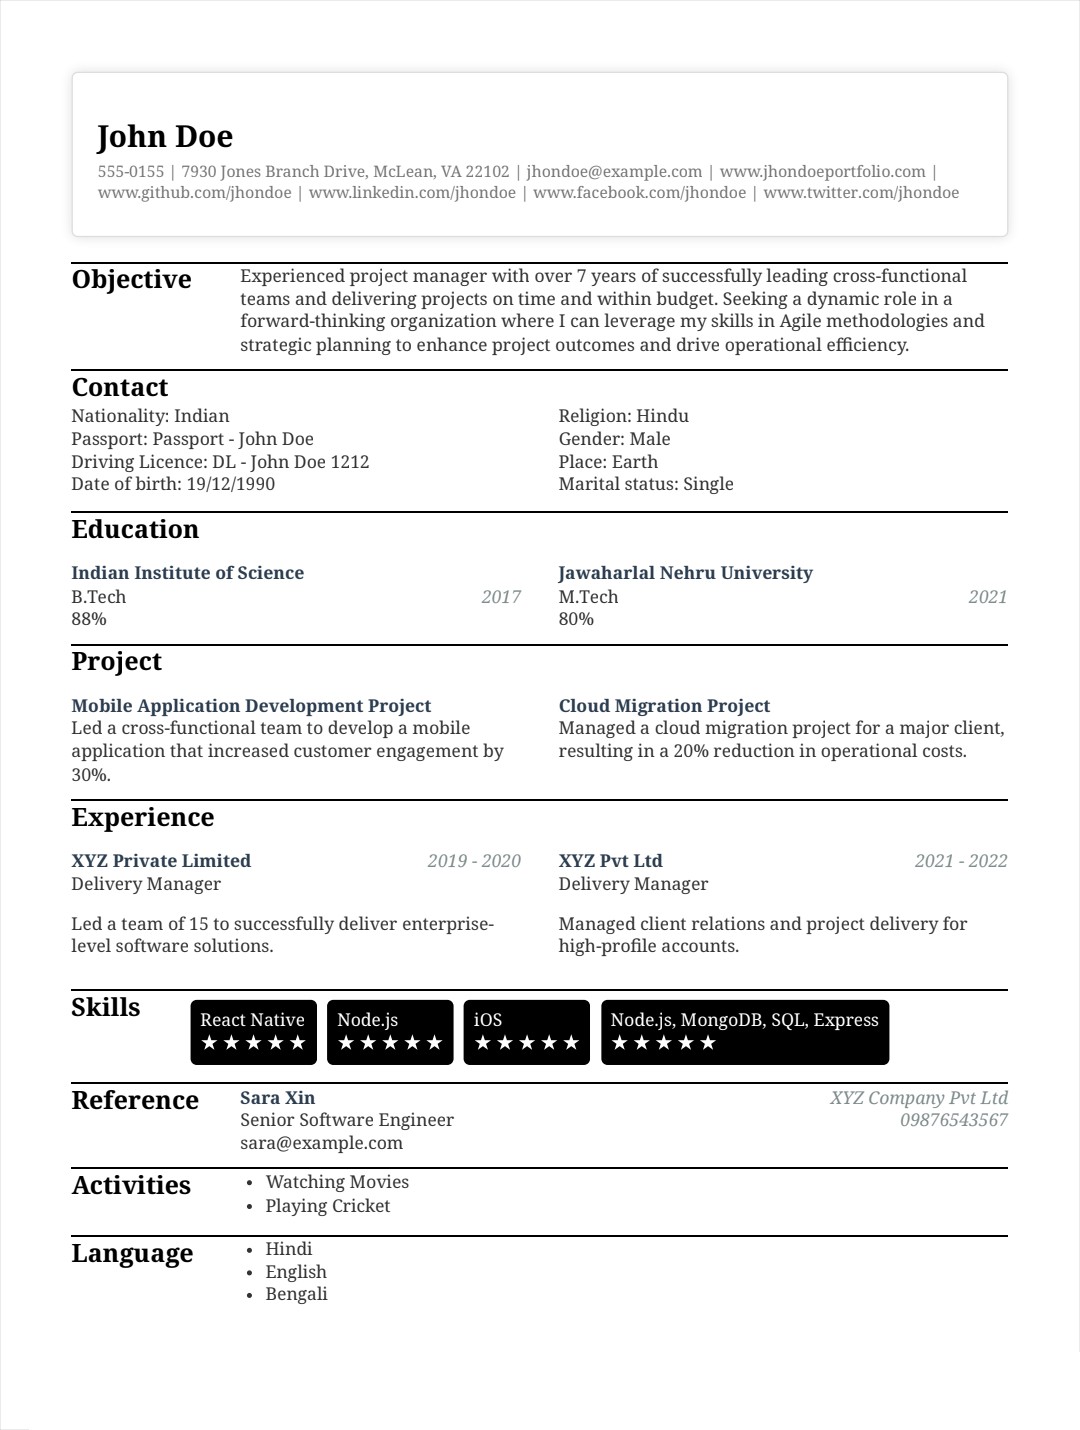 John Doe
555-0155 | 7930 Jones Branch Drive, McLean, VA 22102 | jhondoe@example.com | www.jhondoeportfolio.com |
www.github.com/jhondoe | www.linkedin.com/jhondoe | www.facebook.com/jhondoe | www.twitter.com/jhondoe
Objective
Experienced project manager with over 7 years of successfully leading cross-functional
teams and delivering projects on time and within budget. Seeking a dynamic role in a
forward-thinking organization where I can leverage my skills in Agile methodologies and
strategic planning to enhance project outcomes and drive operational efficiency.
Contact
Nationality: Indian
Passport: Passport - John Doe
Driving Licence: DL - John Doe 1212
Date of birth: 19/12/1990
Religion: Hindu
Gender: Male
Place: Earth
Marital status: Single
Education
Indian Institute of Science
B.Tech 2017
88%
Jawaharlal Nehru University
M.Tech 2021
80%
Project
Mobile Application Development Project
Led a cross-functional team to develop a mobile
application that increased customer engagement by
30%.
Cloud Migration Project
Managed a cloud migration project for a major client,
resulting in a 20% reduction in operational costs.
Experience
XYZ Private Limited 2019 - 2020
Delivery Manager
Led a team of 15 to successfully deliver enterprise-
level software solutions.
XYZ Pvt Ltd 2021 - 2022
Delivery Manager
Managed client relations and project delivery for
high-profile accounts.
Skills
React Native
★★★★★
Node.js
★★★★★
iOS
★★★★★
Node.js, MongoDB, SQL, Express
★★★★★
Reference
Sara Xin XYZ Company Pvt Ltd
Senior Software Engineer 09876543567
sara@example.com
Activities
• Watching Movies
• Playing Cricket
Language
• Hindi
• English
• Bengali